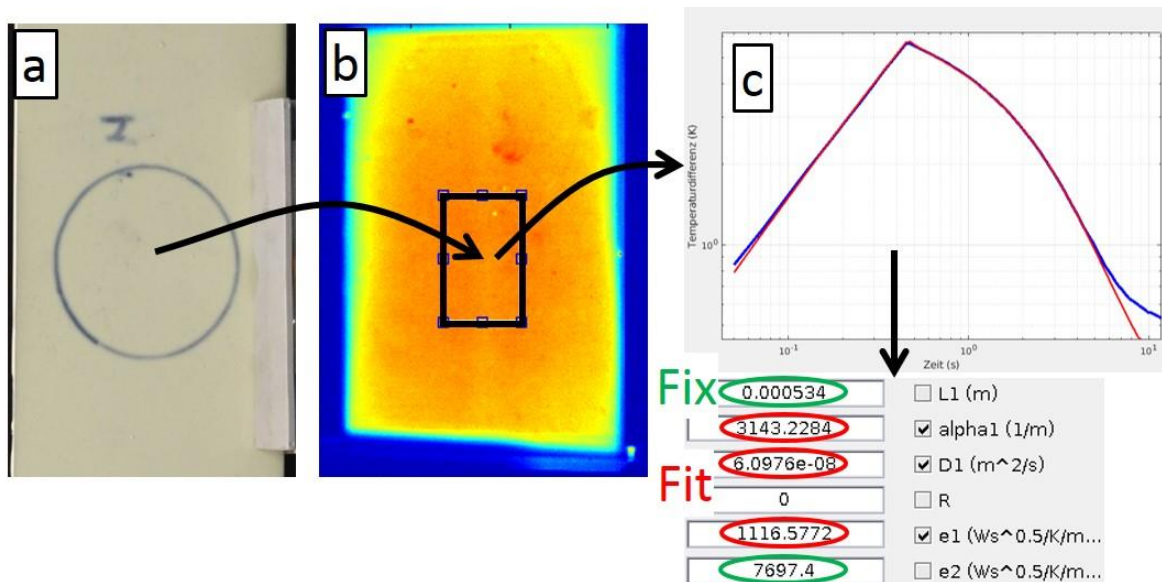 a
b
c
H
Temperaturdifferenz (K)
10⁰
10⁻¹
10⁰
10¹
Zeit (s)
Fix
0.000534
L1 (m)
3143.2284
alpha1 (1/m)
6.0976e-08
D1 (m^2/s)
Fit
0
R
1116.5772
e1 (Ws^0.5/K/m...
7697.4
e2 (Ws^0.5/K/m...